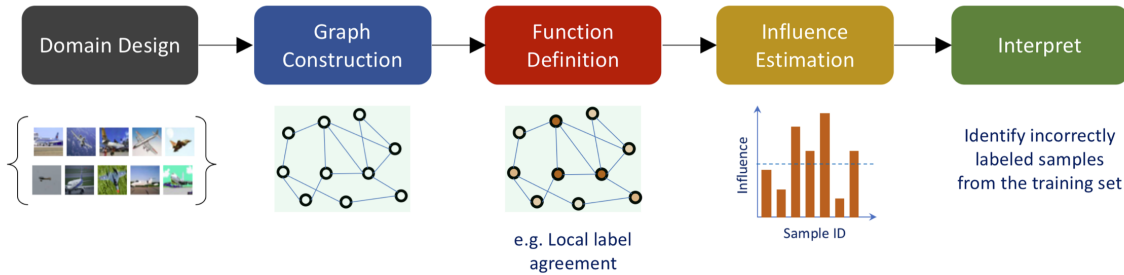 Domain Design
Graph
Construction
Function
Definition
Influence
Estimation
Interpret
e.g. Local label
agreement
Influence
Sample ID
Identify incorrectly
labeled samples
from the training set